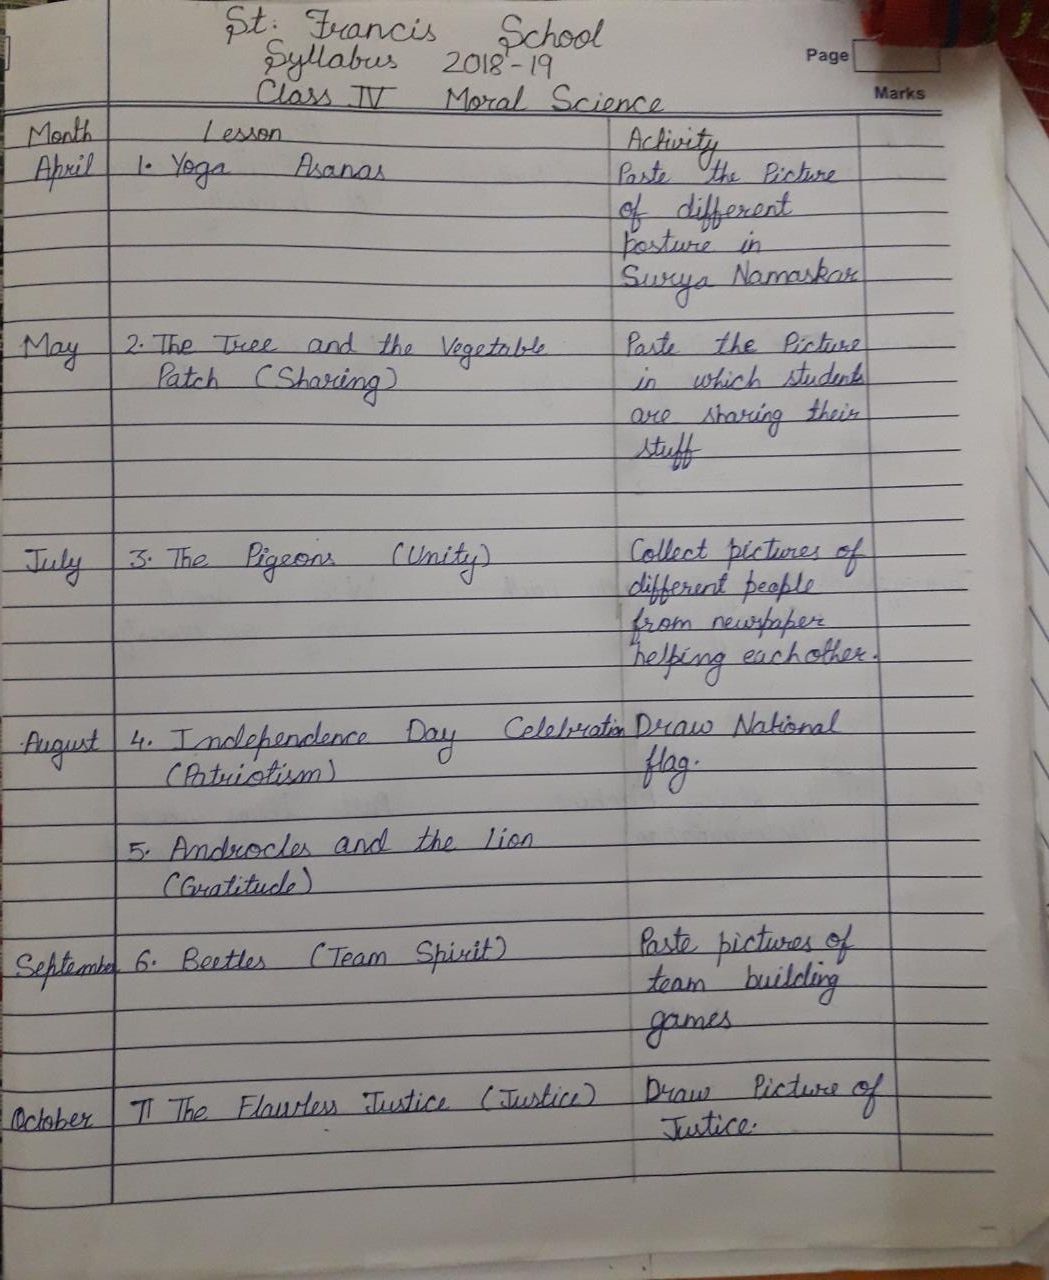 St. Francis School
Syllabus 2018-19
Page
Class IV Moral Science
Marks
Month Lesson Activity
April 1. Yoga Asanas Paste the Picture
of different
posture in
Surya Namaskar
May 2. The Tree and the Vegetable Paste the Picture
Patch (Sharing) in which students
are sharing their
stuff
July 3. The Pigeons (Unity) Collect pictures of
different people
from newspaper
helping each other.
August 4. Independence Day Celebration Draw National
(Patriotism) flag.
5. Androcles and the Lion
(Gratitude)
September 6. Beetles (Team Spirit) Paste pictures of
team building
games
October 7. The Flawless Justice (Justice) Draw Picture of
Justice.